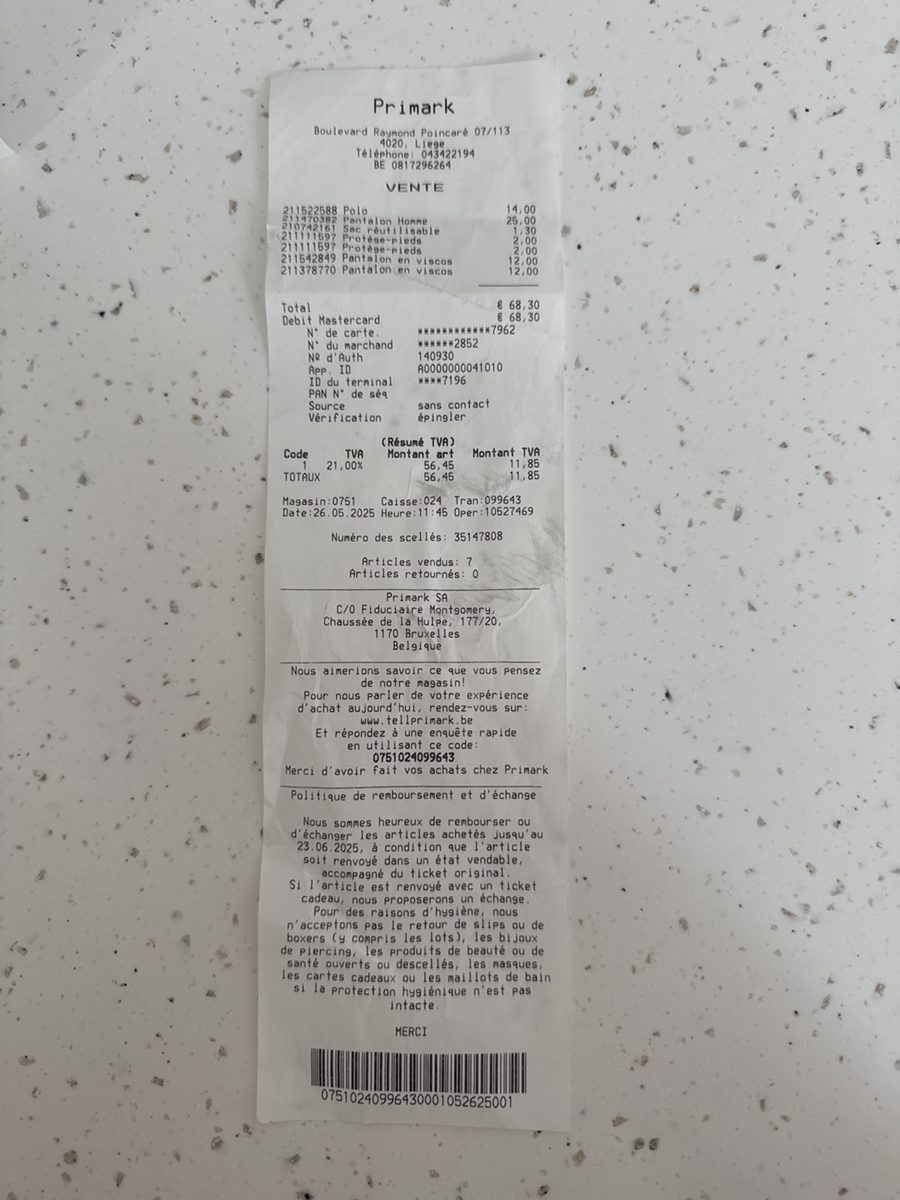 Primark
Boulevard Raymond Poincaré 07/113
4020, Liege
Téléphone: 043422194
BE 0817296264
VENTE
211522588 Polo 14,00
211470382 Pantalon Homme 25,00
210742161 Sac réutilisable 1,30
211111597 Protège-pieds 2,00
211111597 Protège-pieds 2,00
211542849 Pantalon en viscos 12,00
211378770 Pantalon en viscos 12,00
Total € 68,30
Debit Mastercard € 68,30
N° de carte. ************7962
N° du marchand ******2852
Nº d'Auth 140930
App. ID A0000000041010
ID du terminal ****7196
PAN N° de séq
Source sans contact
Vérification épingler
(Résumé TVA)
Code TVA Montant art Montant TVA
1 21,00% 56,45 11,85
TOTAUX 56,45 11,85
Magasin:0751 Caisse:024 Tran:099643
Date:26.05.2025 Heure:11:45 Oper:10527469
Numéro des scellés: 35147808
Articles vendus: 7
Articles retournés: 0
Primark SA
C/O Fiduciaire Montgomery,
Chaussée de la Hulpe, 177/20,
1170 Bruxelles
Belgique
Nous aimerions savoir ce que vous pensez
de notre magasin!
Pour nous parler de votre expérience
d'achat aujourd'hui, rendez-vous sur:
www.tellprimark.be
Et répondez à une enquête rapide
en utilisant ce code:
0751024099643
Merci d'avoir fait vos achats chez Primark
Politique de remboursement et d'échange
Nous sommes heureux de rembourser ou
d'échanger les articles achetés jusqu'au
23.06.2025, à condition que l'article
soit renvoyé dans un état vendable,
accompagné du ticket original.
Si l'article est renvoyé avec un ticket
cadeau, nous proposerons un échange.
Pour des raisons d'hygiène, nous
n'acceptons pas le retour de slips ou de
boxers (y compris les lots), les bijoux
de piercing, les produits de beauté ou de
santé ouverts ou descellés, les masques,
les cartes cadeaux ou les maillots de bain
si la protection hygiénique n'est pas
intacte.
MERCI
07510240996430001052625001